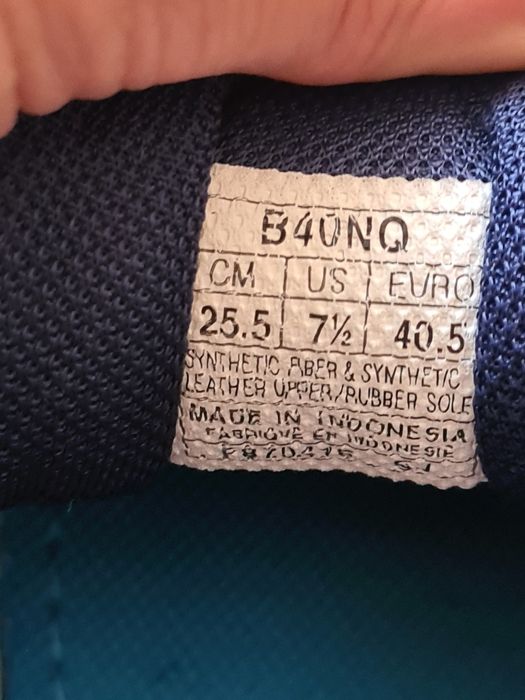 B40NQ
CM US EURO
25.5 7½ 40.5
SYNTHETIC FIBER & SYNTHETIC
LEATHER UPPER/RUBBER SOLE
MADE IN INDONESIA
FABRIQUE EN INDONESIE